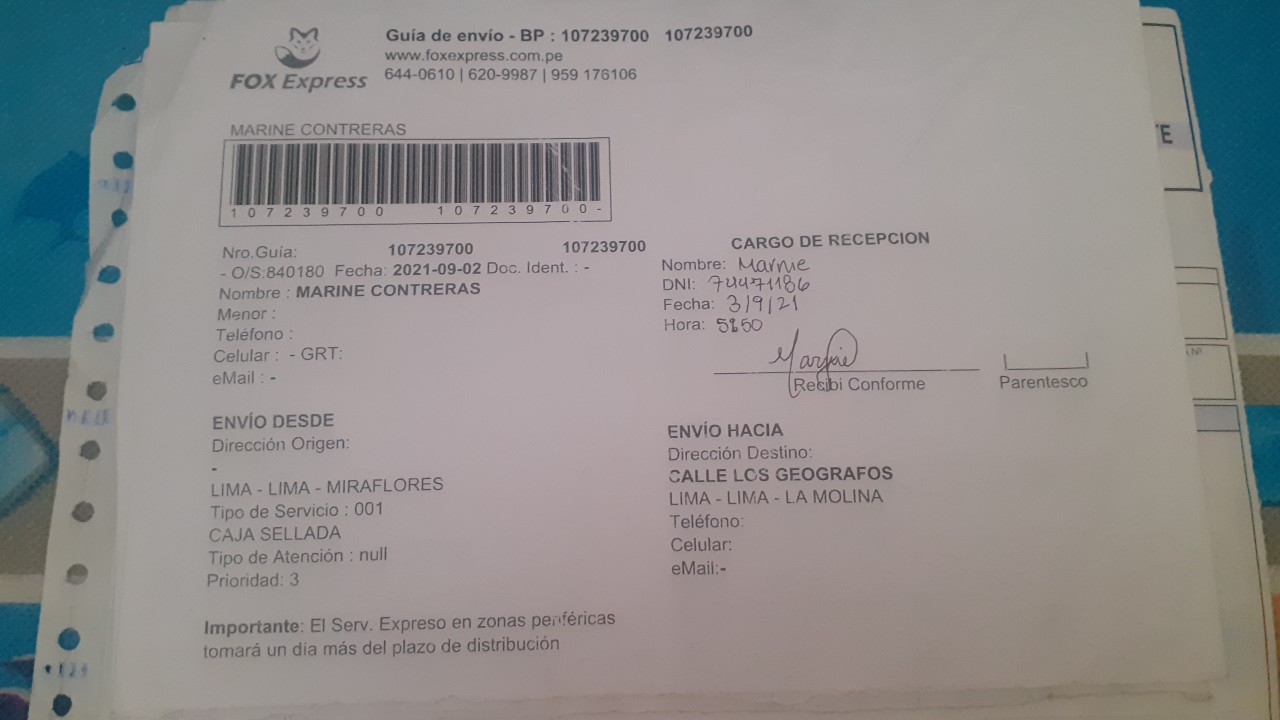 FOX Express
Guía de envío - BP : 107239700 107239700
www.foxexpress.com.pe
644-0610 | 620-9987 | 959 176106
MARINE CONTRERAS
107239700 107239700-
Nro.Guía: 107239700 107239700
- O/S:840180 Fecha: 2021-09-02 Doc. Ident. : -
Nombre : MARINE CONTRERAS
Menor :
Teléfono :
Celular : - GRT:
eMail : -
CARGO DE RECEPCION
Nombre:
DNI: 74471186
Fecha: 3/9/21
Hora:
Recibi Conforme
Parentesco
ENVÍO DESDE
Dirección Origen:
-
LIMA - LIMA - MIRAFLORES
Tipo de Servicio : 001
CAJA SELLADA
Tipo de Atención : null
Prioridad: 3
ENVÍO HACIA
Dirección Destino:
CALLE LOS GEOGRAFOS
LIMA - LIMA - LA MOLINA
Teléfono:
Celular:
eMail:-
Importante: El Serv. Expreso en zonas periféricas
tomará un día más del plazo de distribución